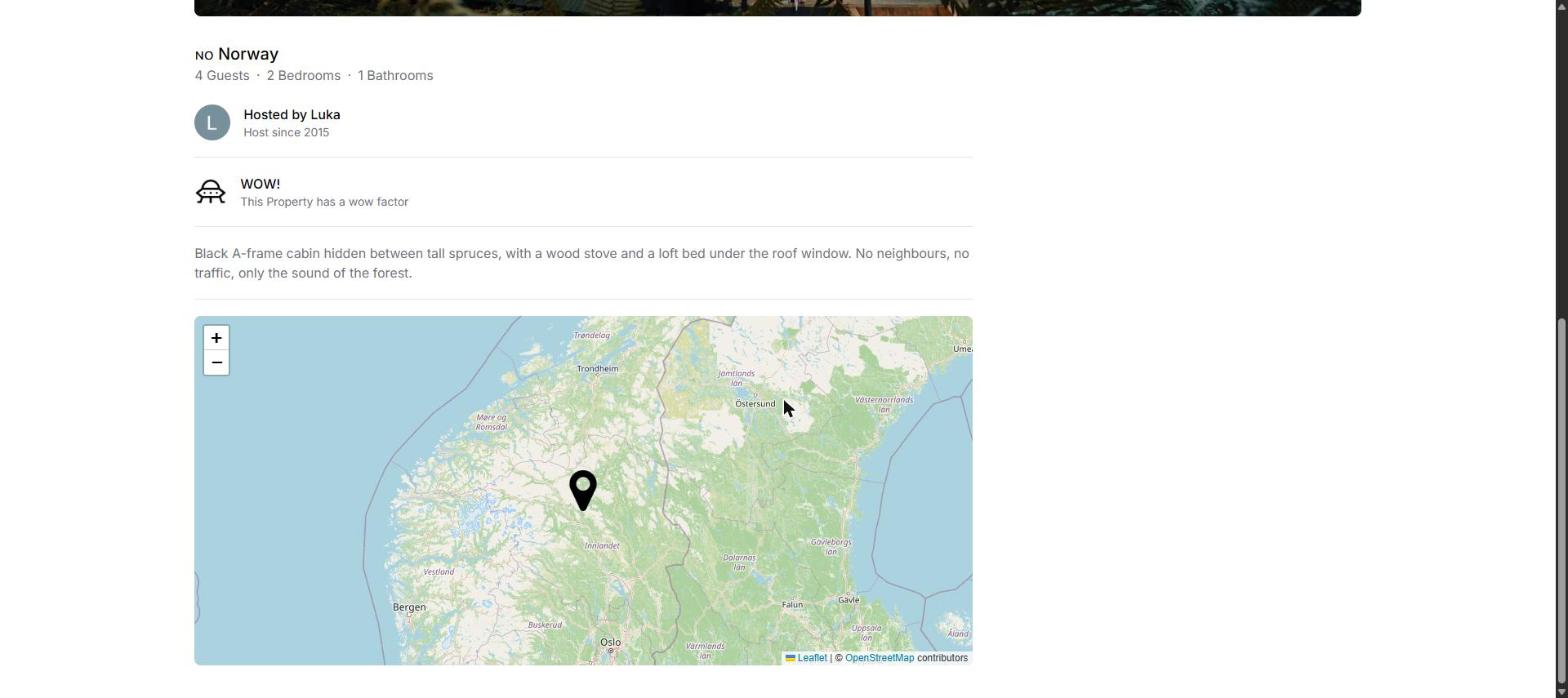 NO Norway
4 Guests · 2 Bedrooms · 1 Bathrooms
L
Hosted by Luka
Host since 2015
WOW!
This Property has a wow factor
Black A-frame cabin hidden between tall spruces, with a wood stove and a loft bed under the roof window. No neighbours, no
traffic, only the sound of the forest.
+
−
Trøndelag
Trondheim
Umeå
Jämtlands
län
Östersund
Västernorrlands
län
Møre og
Romsdal
Innlandet
Gävleborgs
län
Dalarnas
län
Vestland
Bergen
Falun
Gävle
Buskerud
Oslo
Uppsala
län
Åland
Värmlands
län
Leaflet | © OpenStreetMap contributors